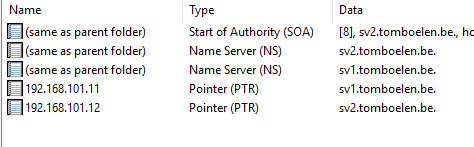 Name Type Data
(same as parent folder) Start of Authority (SOA) [8], sv2.tomboelen.be., ho
(same as parent folder) Name Server (NS) sv2.tomboelen.be.
(same as parent folder) Name Server (NS) sv1.tomboelen.be.
192.168.101.11 Pointer (PTR) sv1.tomboelen.be.
192.168.101.12 Pointer (PTR) sv2.tomboelen.be.